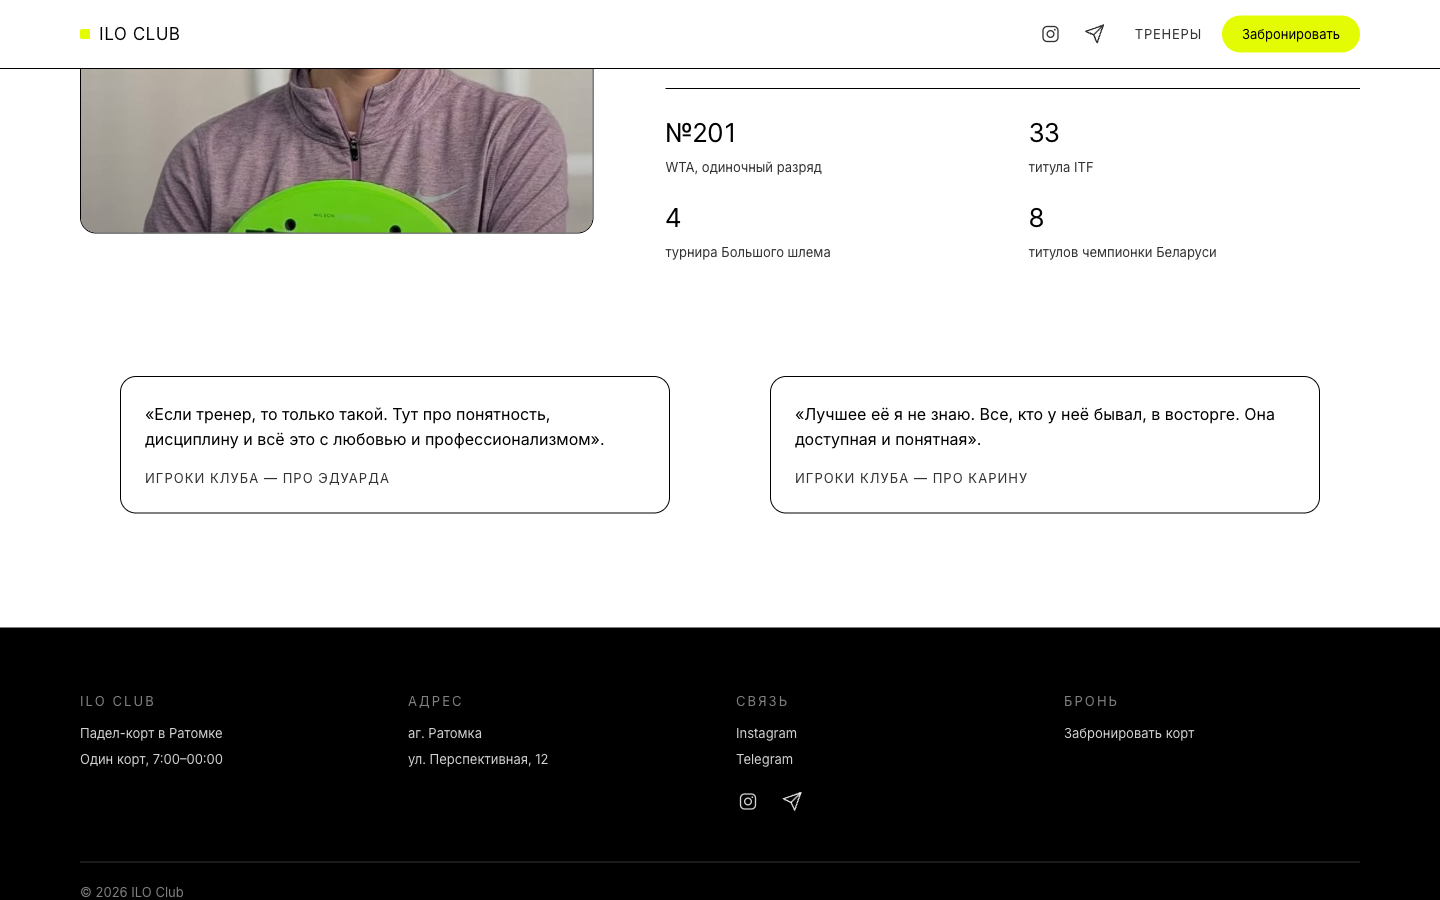 ILO CLUB
ТРЕНЕРЫ
Забронировать
WILSON
№201
WTA, одиночный разряд
33
титула ITF
4
турнира Большого шлема
8
титулов чемпионки Беларуси
«Если тренер, то только такой. Тут про понятность,
дисциплину и всё это с любовью и профессионализмом».
ИГРОКИ КЛУБА — ПРО ЭДУАРДА
«Лучшее её я не знаю. Все, кто у неё бывал, в восторге. Она
доступная и понятная».
ИГРОКИ КЛУБА — ПРО КАРИНУ
ILO CLUB
Падел-корт в Ратомке
Один корт, 7:00–00:00
АДРЕС
аг. Ратомка
ул. Перспективная, 12
СВЯЗЬ
Instagram
Telegram
БРОНЬ
Забронировать корт
© 2026 ILO Club